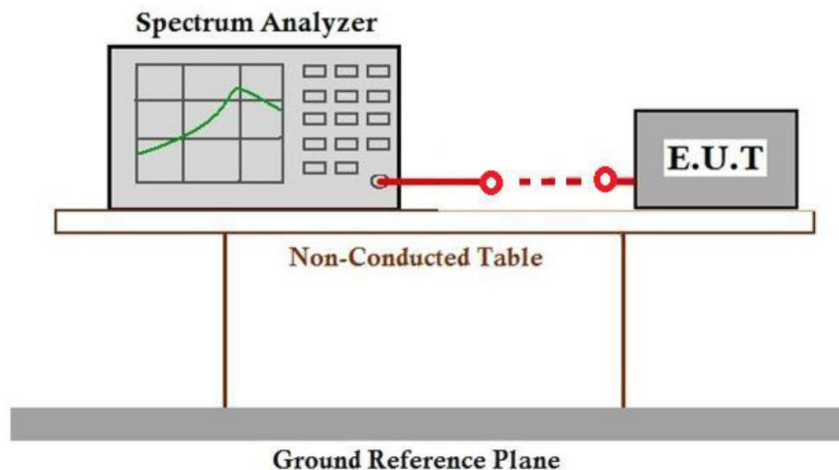 Spectrum Analyzer
E.U.T
Non-Conducted Table
Ground Reference Plane